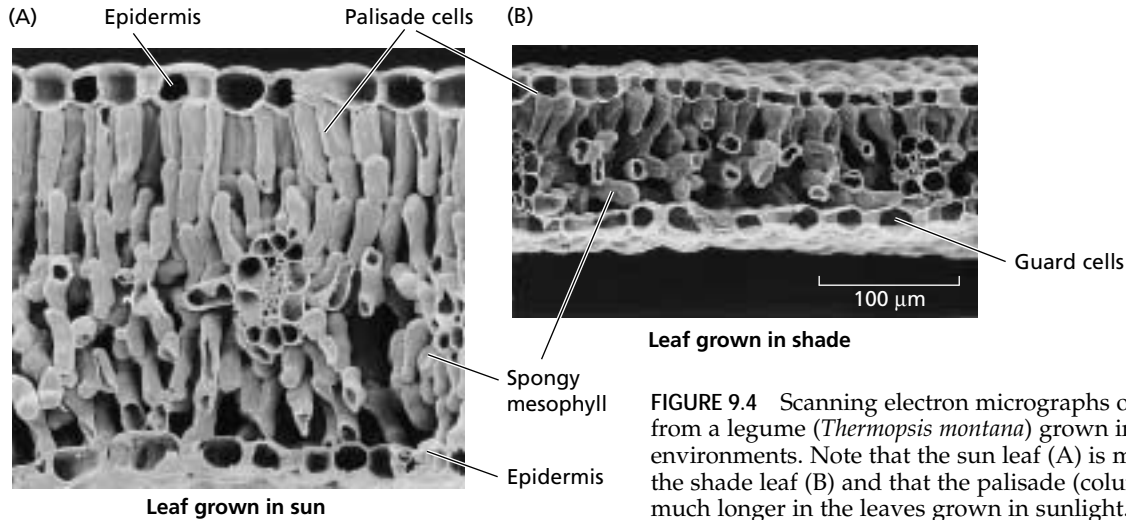 (A)
Epidermis
Palisade cells
(B)
Guard cells
100 μm
Leaf grown in shade
Spongy
mesophyll
Epidermis
Leaf grown in sun
FIGURE 9.4 Scanning electron micrographs o
from a legume (Thermopsis montana) grown in
environments. Note that the sun leaf (A) is m
the shade leaf (B) and that the palisade (colu
much longer in the leaves grown in sunlight.